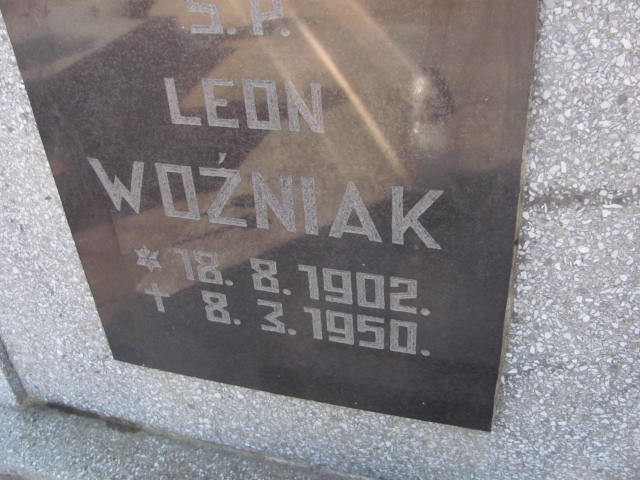 Ś.P.
LEON
WOŹNIAK
* 18. 8. 1902.
† 8. 3. 1950.